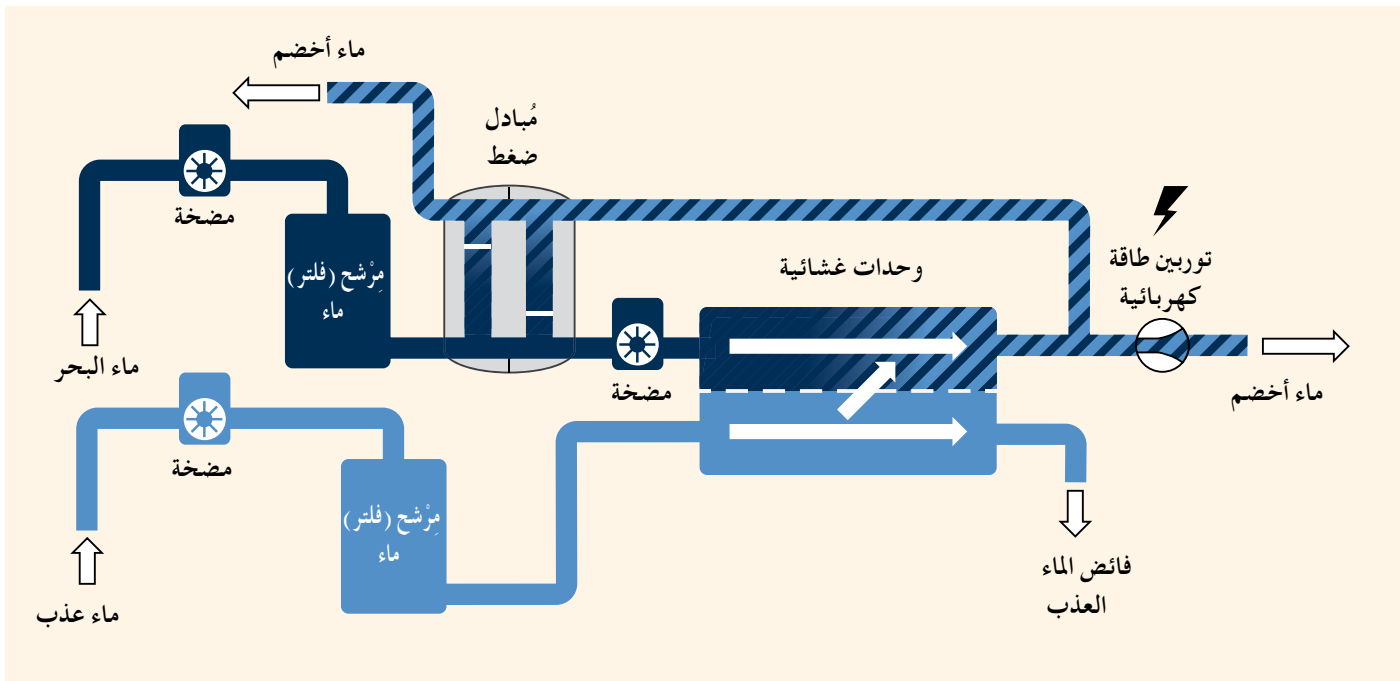 ماء أخضم
مُبادل
ضغط
مضخة
مِرْشح (فلتر)
ماء
وحدات غشائية
توربين طاقة
كهربائية
ماء البحر
مضخة
ماء أخضم
مضخة
مِرْشح (فلتر)
ماء
فائض الماء
العذب
ماء عذب